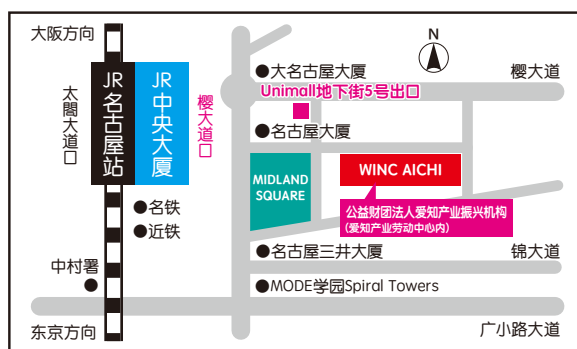 大阪方向
N
JR名古屋站
JR中央大厦
太閤大道口
樱大道口
●大名古屋大厦
樱大道
Unimall地下街5号出口
●名古屋大厦
MIDLAND
SQUARE
WINC AICHI
公益财团法人爱知产业振兴机构
(爱知产业劳动中心内)
●名铁
●近铁
●名古屋三井大厦
锦大道
中村署
●
●MODE学园Spiral Towers
东京方向
广小路大道